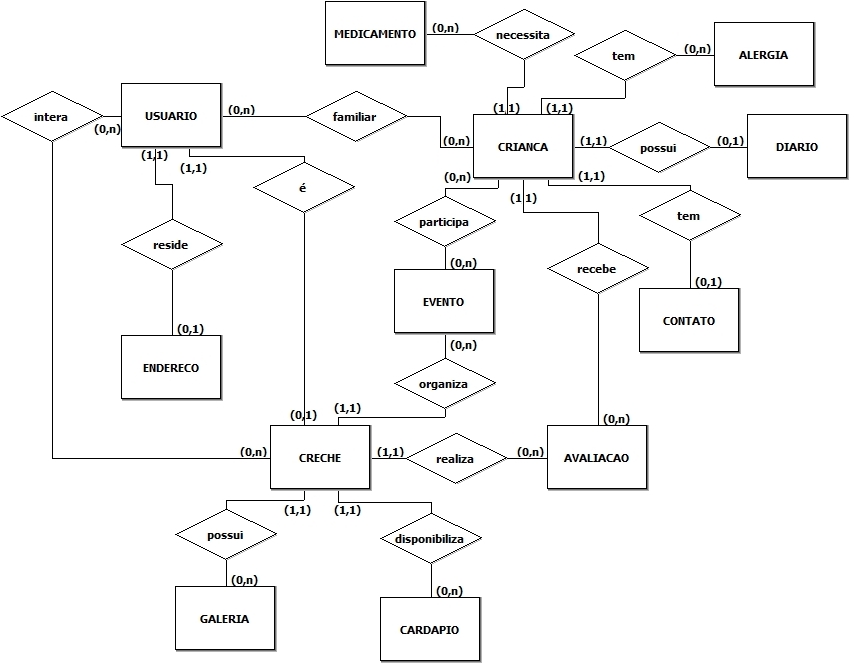 MEDICAMENTO
(0,n)
necessita
tem
(0,n)
ALERGIA
intera
(0,n)
USUARIO
(0,n)
familiar
(0,n)
(1,1)
(1,1)
CRIANCA
(1,1)
possui
(0,1)
DIARIO
(1,1)
(1,1)
é
(0,n)
(1,1)
(1,1)
participa
tem
reside
(0,n)
recebe
(0,1)
EVENTO
CONTATO
(0,1)
ENDERECO
(0,n)
organiza
(0,1)
(1,1)
(0,n)
(0,n)
CRECHE
(1,1)
realiza
(0,n)
AVALIACAO
(1,1)
(1,1)
possui
disponibiliza
(0,n)
(0,n)
GALERIA
CARDAPIO